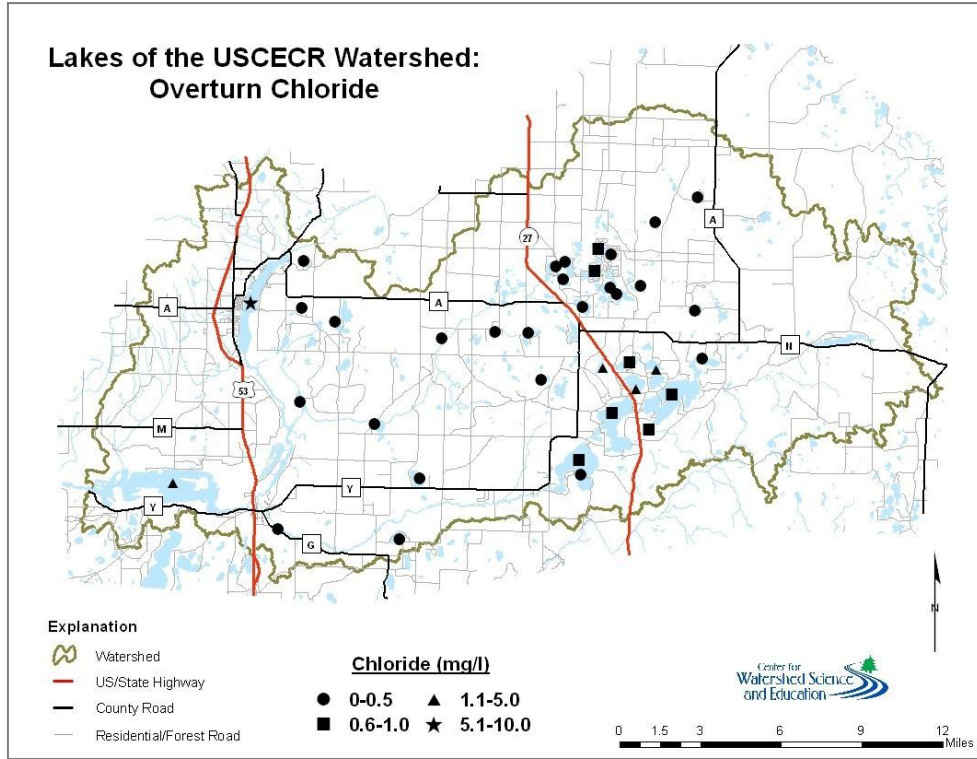 Lakes of the USCECR Watershed:
Overturn Chloride
A
27
A
A
N
53
M
Y
Y
G
N
Explanation
Watershed
US/State Highway
County Road
Residential/Forest Road
Chloride (mg/l)
0-0.5
1.1-5.0
0.6-1.0
5.1-10.0
Center for
Watershed Science
and Education
0 1.5 3 6 9 12
Miles